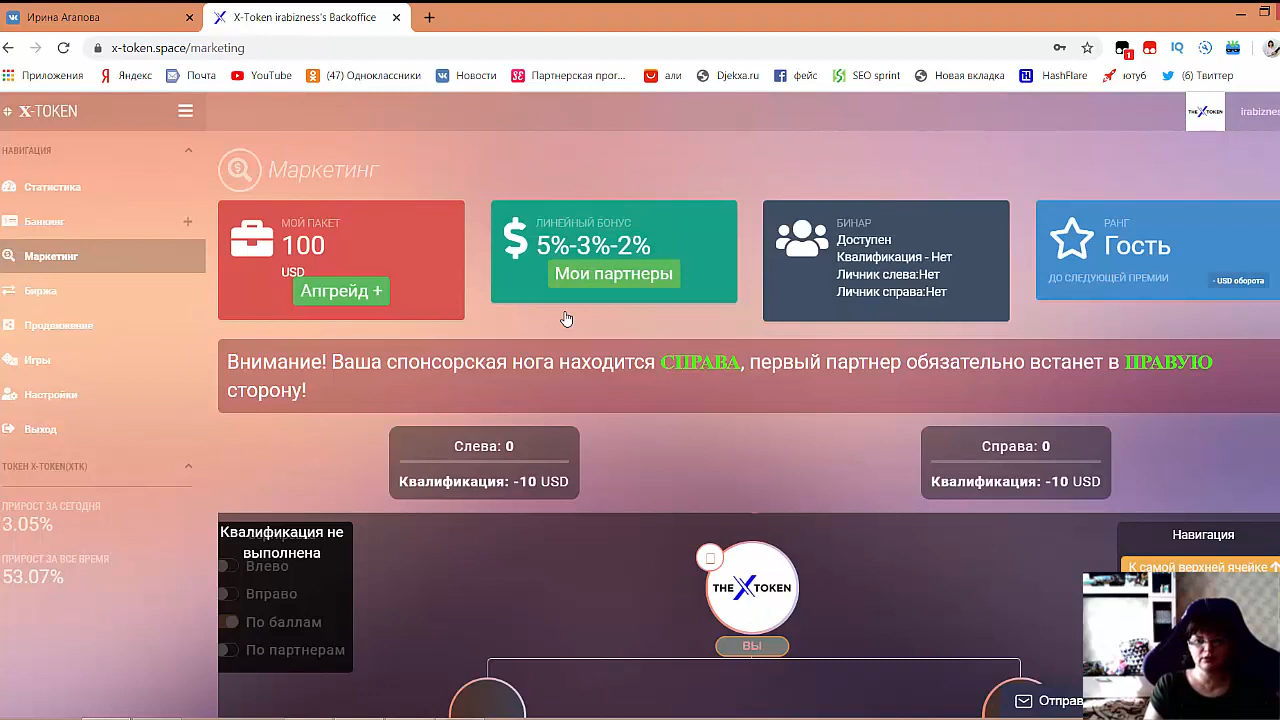 Ирина Агапова
X-Token irabizness's Backoffice
x-token.space/marketing
1
Приложения
Яндекс
Почта
YouTube
(47) Одноклассники
Новости
Партнерская прог...
али
Djekxa.ru
фейс
SEO sprint
Новая вкладка
HashFlare
ютуб
(6) Твиттер
X-TOKEN
THE X TOKEN
irabiznes
НАВИГАЦИЯ
Статистика
Банкинг
Маркетинг
Биржа
Продвижение
Игры
Настройки
Выход
ТОКЕН X-TOKEN(XTK)
ПРИРОСТ ЗА СЕГОДНЯ
3.05%
ПРИРОСТ ЗА ВСЕ ВРЕМЯ
53.07%
Маркетинг
МОЙ ПАКЕТ
100
USD
Апгрейд +
ЛИНЕЙНЫЙ БОНУС
5%-3%-2%
Мои партнеры
БИНАР
Доступен
Квалификация - Нет
Личник слева:Нет
Личник справа:Нет
РАНГ
Гость
ДО СЛЕДУЮЩЕЙ ПРЕМИИ
- USD оборота
Внимание! Ваша спонсорская нога находится СПРАВА, первый партнер обязательно встанет в ПРАВУЮ
сторону!
Слева: 0
Квалификация: -10 USD
Справа: 0
Квалификация: -10 USD
Квалификация не
выполнена
Влево
Вправо
По баллам
По партнерам
THE X TOKEN
ВЫ
Навигация
К самой верхней ячейке
Отправ